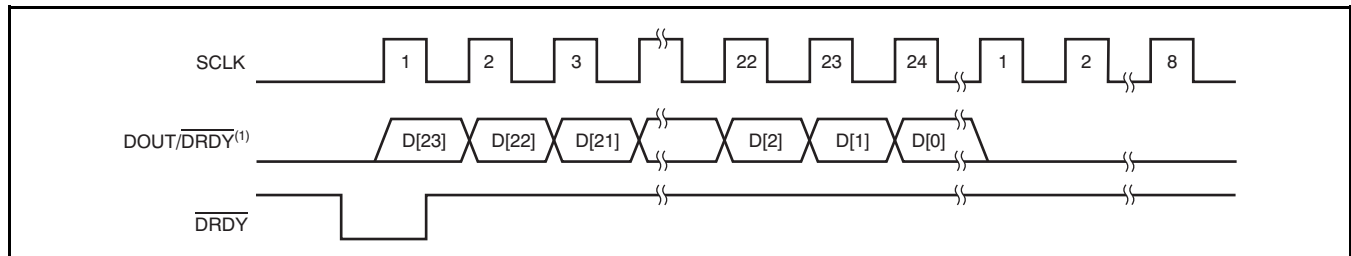 SCLK 1 2 3 22 23 24 1 2 8
DOUT/DRDY(1) D[23] D[22] D[21] D[2] D[1] D[0]
DRDY